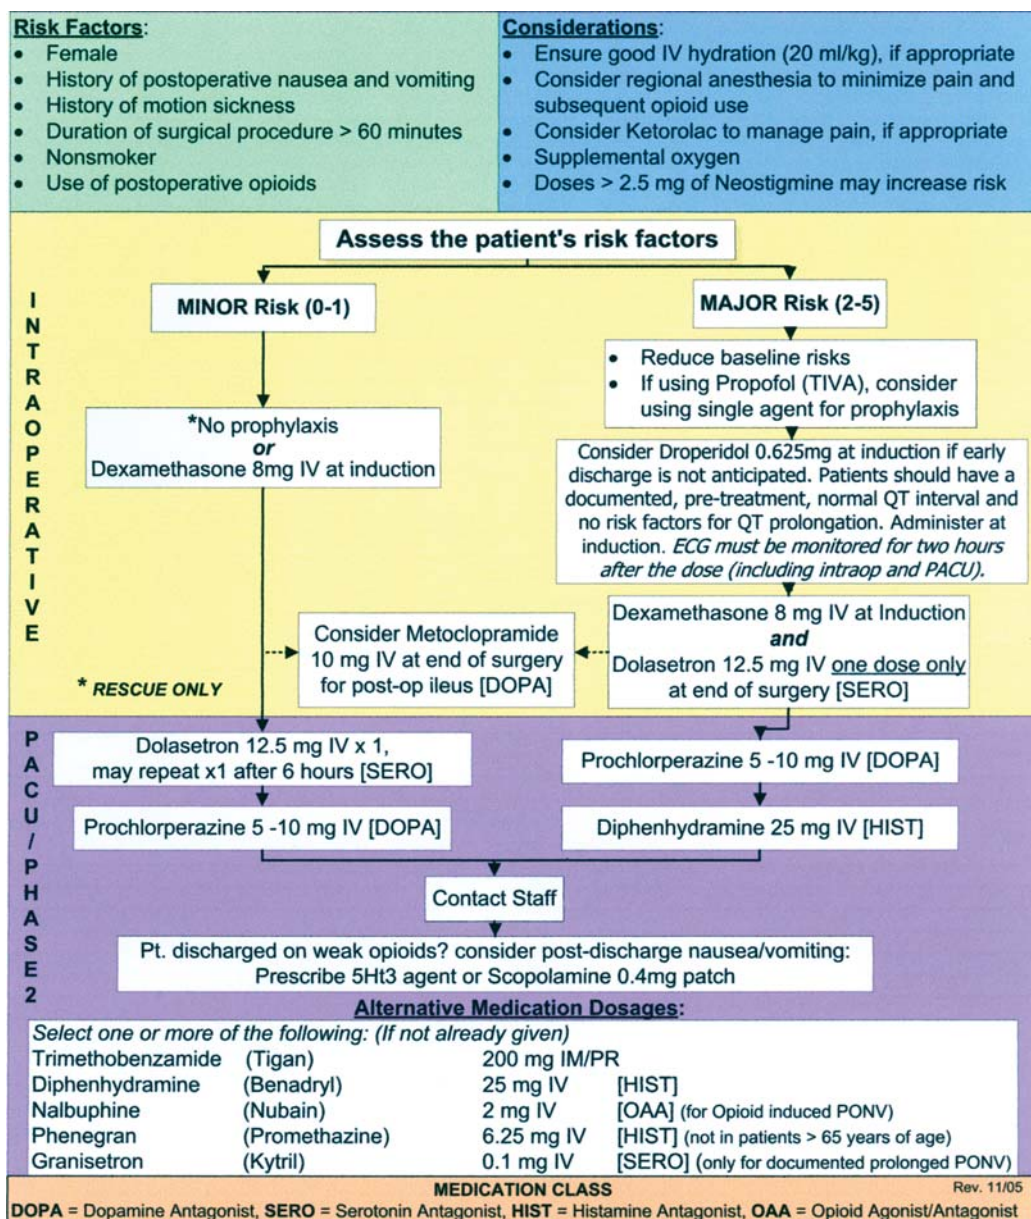 Risk Factors:
• Female
• History of postoperative nausea and vomiting
• History of motion sickness
• Duration of surgical procedure > 60 minutes
• Nonsmoker
• Use of postoperative opioids
Considerations:
• Ensure good IV hydration (20 ml/kg), if appropriate
• Consider regional anesthesia to minimize pain and
subsequent opioid use
• Consider Ketorolac to manage pain, if appropriate
• Supplemental oxygen
• Doses > 2.5 mg of Neostigmine may increase risk
INTRAOPERATIVE
Assess the patient's risk factors
MINOR Risk (0-1)
MAJOR Risk (2-5)
• Reduce baseline risks
• If using Propofol (TIVA), consider
using single agent for prophylaxis
*No prophylaxis
or
Dexamethasone 8mg IV at induction
Consider Droperidol 0.625mg at induction if early
discharge is not anticipated. Patients should have a
documented, pre-treatment, normal QT interval and
no risk factors for QT prolongation. Administer at
induction. ECG must be monitored for two hours
after the dose (including intraop and PACU).
Consider Metoclopramide
10 mg IV at end of surgery
for post-op ileus [DOPA]
Dexamethasone 8 mg IV at Induction
and
Dolasetron 12.5 mg IV one dose only
at end of surgery [SERO]
* RESCUE ONLY
PACU/PHASE2
Dolasetron 12.5 mg IV x 1,
may repeat x1 after 6 hours [SERO]
Prochlorperazine 5 -10 mg IV [DOPA]
Prochlorperazine 5 -10 mg IV [DOPA]
Diphenhydramine 25 mg IV [HIST]
Contact Staff
Pt. discharged on weak opioids? consider post-discharge nausea/vomiting:
Prescribe 5Ht3 agent or Scopolamine 0.4mg patch
Alternative Medication Dosages:
Select one or more of the following: (If not already given)
Trimethobenzamide (Tigan) 200 mg IM/PR
Diphenhydramine (Benadryl) 25 mg IV [HIST]
Nalbuphine (Nubain) 2 mg IV [OAA] (for Opioid induced PONV)
Phenegran (Promethazine) 6.25 mg IV [HIST] (not in patients > 65 years of age)
Granisetron (Kytril) 0.1 mg IV [SERO] (only for documented prolonged PONV)
MEDICATION CLASS Rev. 11/05
DOPA = Dopamine Antagonist, SERO = Serotonin Antagonist, HIST = Histamine Antagonist, OAA = Opioid Agonist/Antagonist